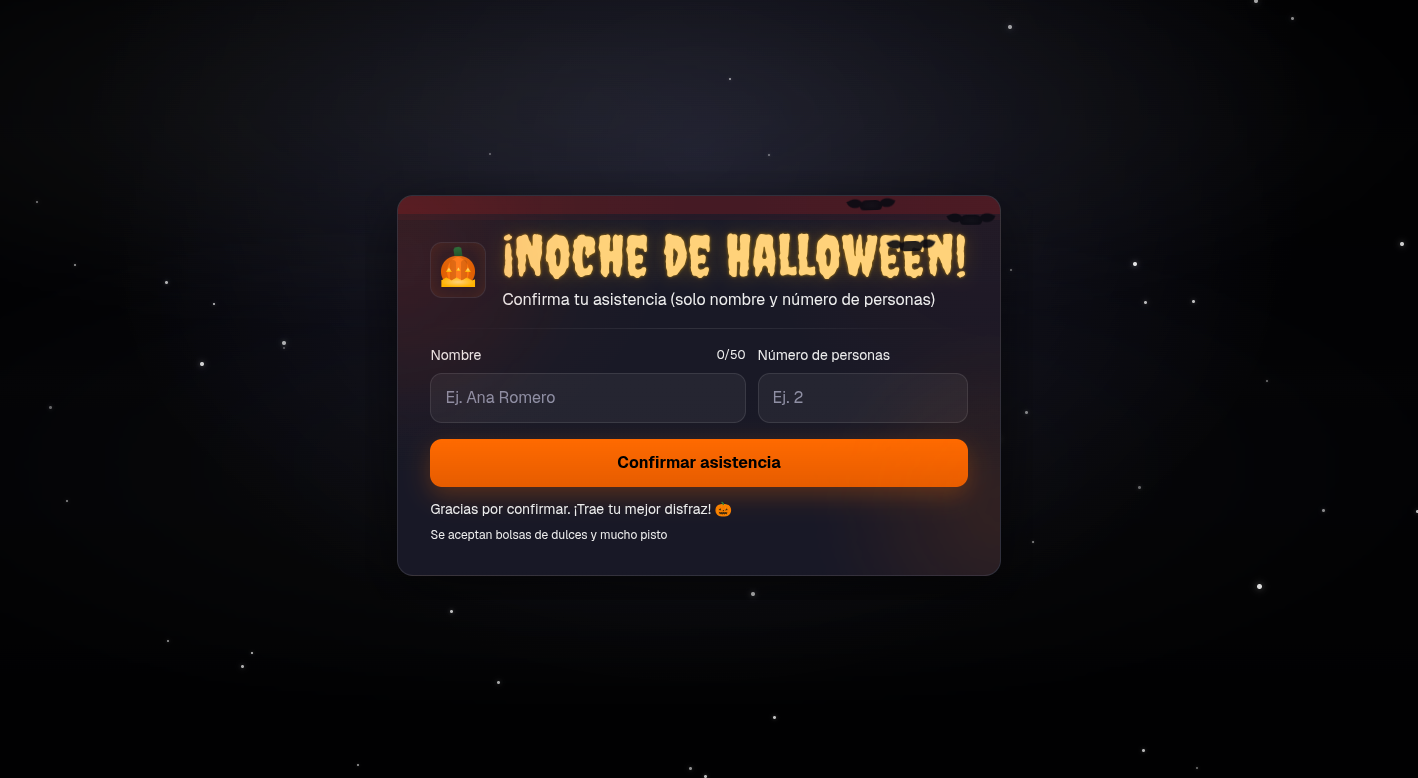 ¡NOCHE DE HALLOWEEN!
Confirma tu asistencia (solo nombre y número de personas)
Nombre 0/50 Número de personas
Ej. Ana Romero Ej. 2
Confirmar asistencia
Gracias por confirmar. ¡Trae tu mejor disfraz! 🎃
Se aceptan bolsas de dulces y mucho pisto